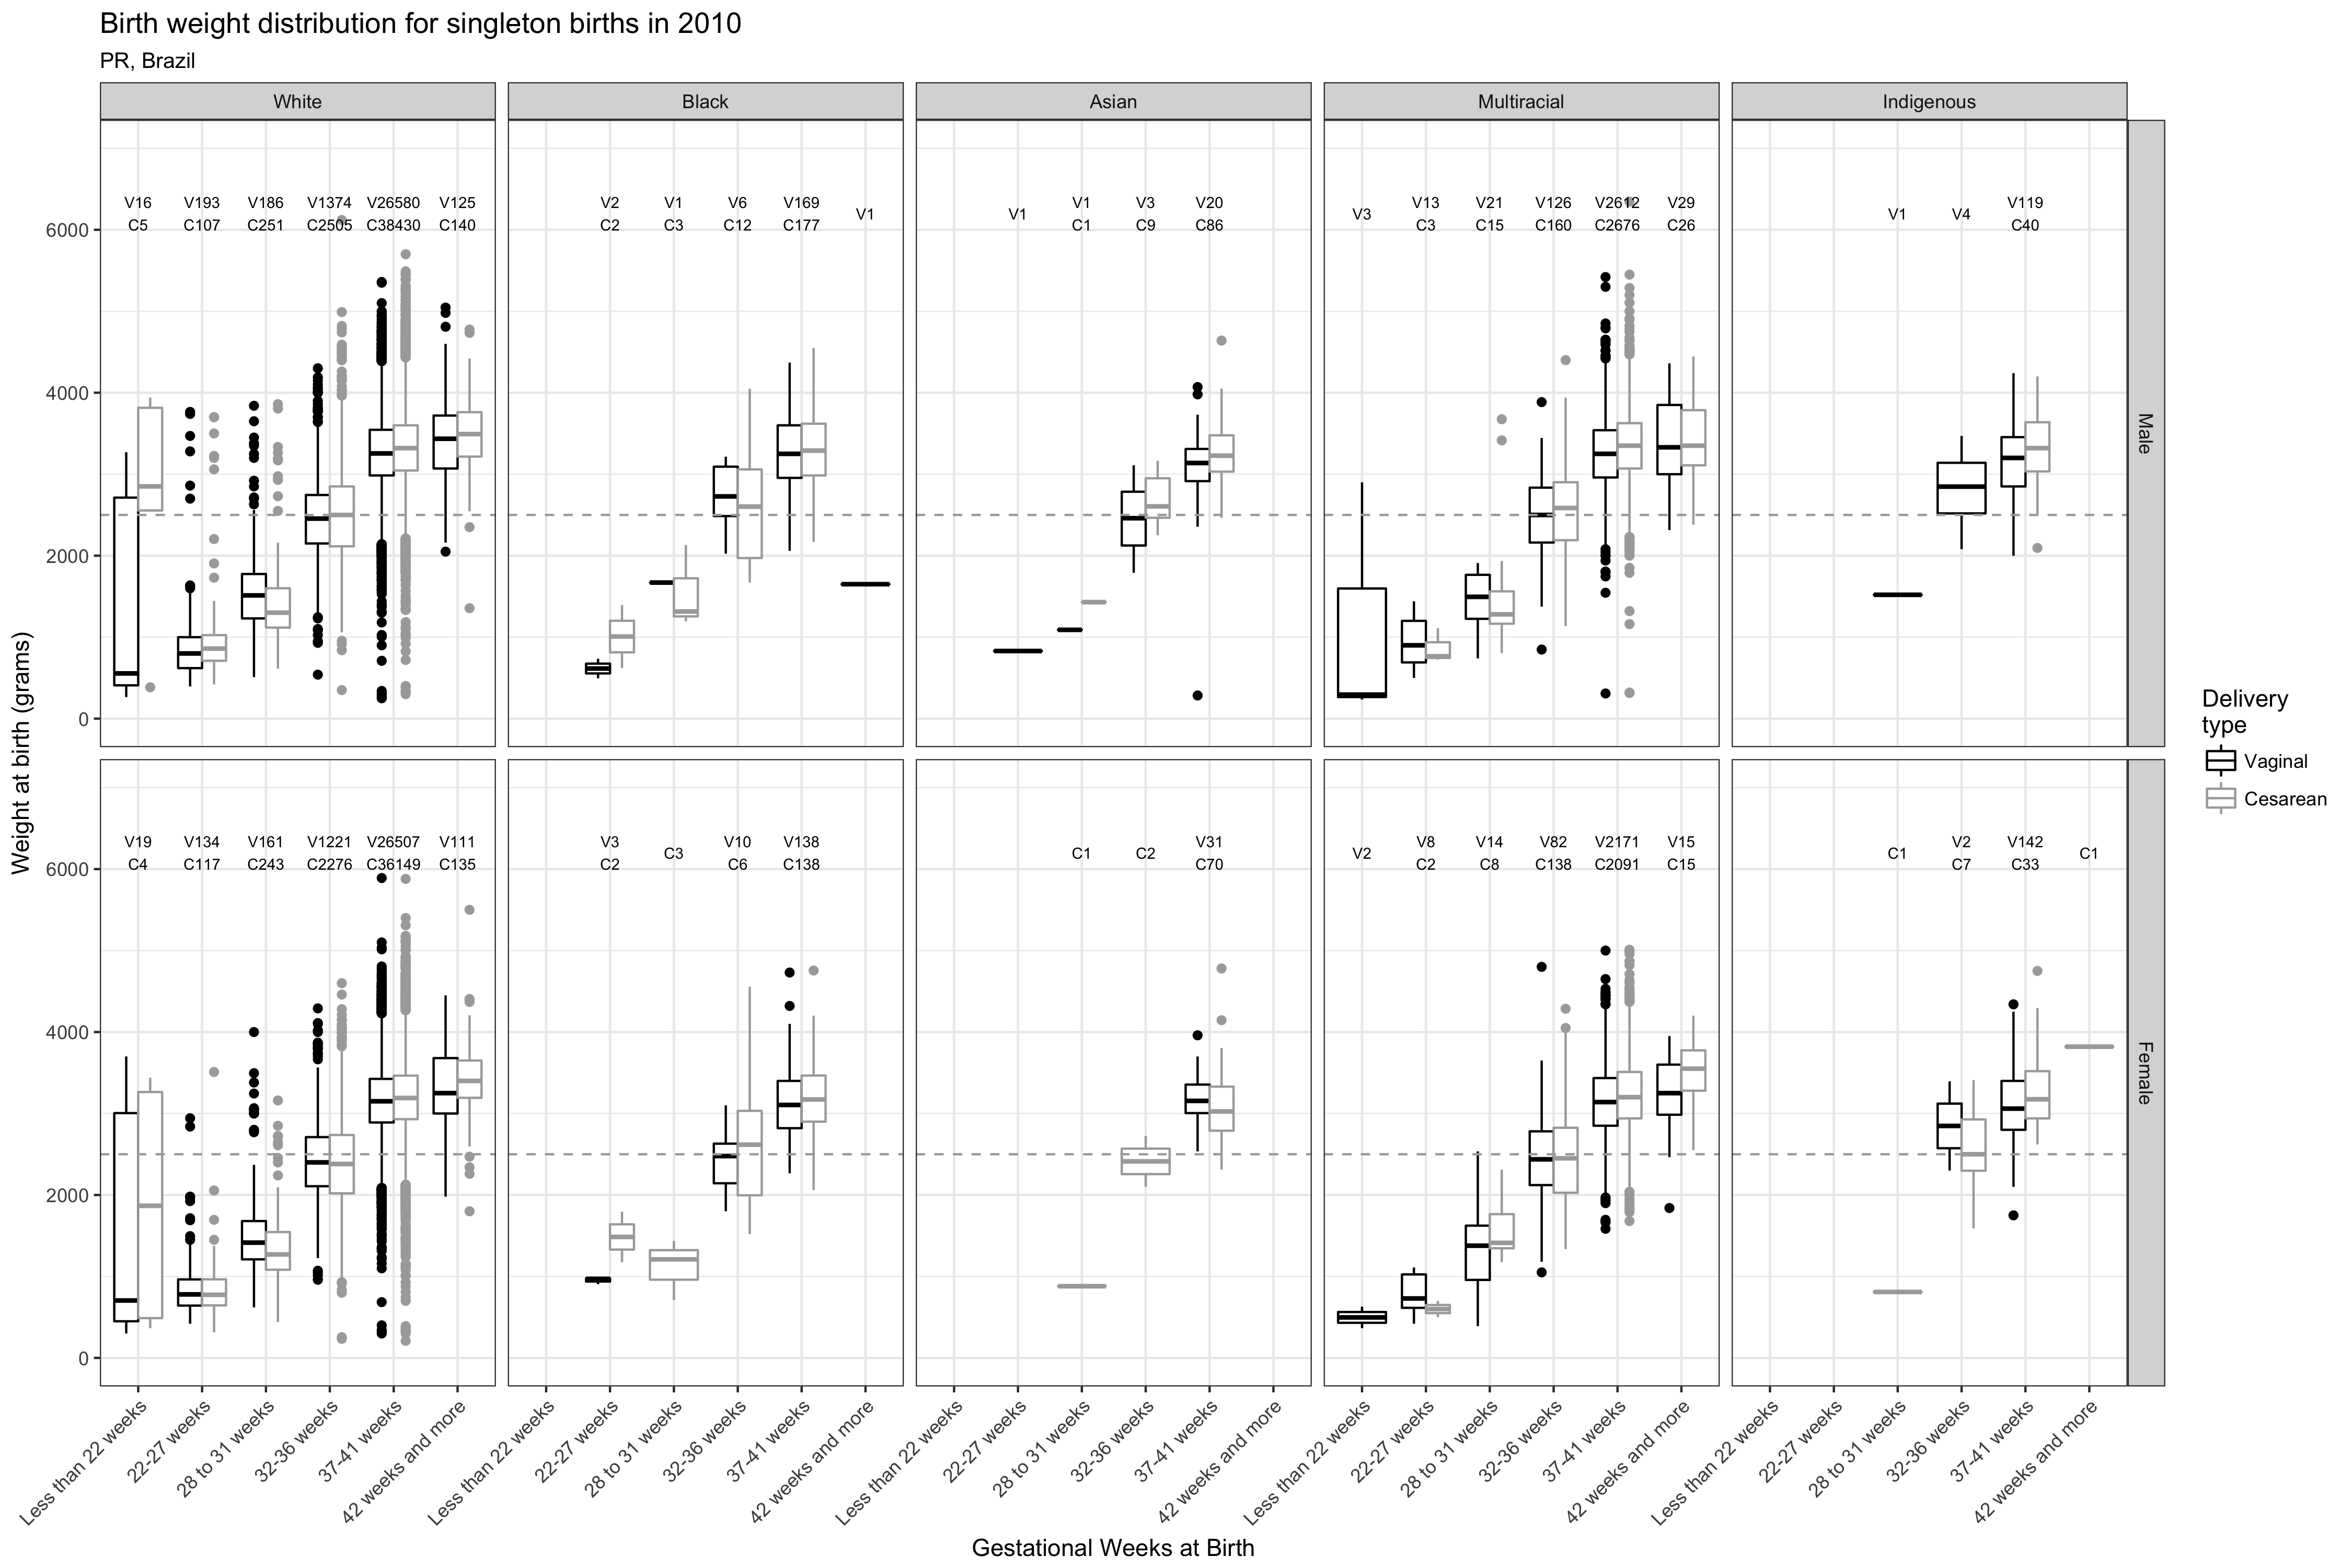 Birth weight distribution for singleton births in 2010
PR, Brazil
White
Black
Asian
Multiracial
Indigenous
Weight at birth (grams)
6000
4000
2000
0
V16 V193 V186 V1374 V26580 V125
C5 C107 C251 C2505 C38430 C140
V2 V1 V6 V169 V1
C2 C3 C12 C177
V1 V1 V3 V20
C1 C9 C86
V3 V13 V21 V126 V2612 V29
C3 C15 C160 C2676 C26
V1 V4 V119
C40
Male
6000
4000
2000
0
V19 V134 V161 V1221 V26507 V111
C4 C117 C243 C2276 C36149 C135
V3 C3 V10 V138
C2 C6 C138
C1 C2 V31
C70
V2 V8 V14 V82 V2171 V15
C2 C8 C138 C2091 C15
C1 V2 V142 C1
C7 C33
Female
Less than 22 weeks
22-27 weeks
28 to 31 weeks
32-36 weeks
37-41 weeks
42 weeks and more
Less than 22 weeks
22-27 weeks
28 to 31 weeks
32-36 weeks
37-41 weeks
42 weeks and more
Less than 22 weeks
22-27 weeks
28 to 31 weeks
32-36 weeks
37-41 weeks
42 weeks and more
Less than 22 weeks
22-27 weeks
28 to 31 weeks
32-36 weeks
37-41 weeks
42 weeks and more
Less than 22 weeks
22-27 weeks
28 to 31 weeks
32-36 weeks
37-41 weeks
42 weeks and more
Gestational Weeks at Birth
Delivery
type
Vaginal
Cesarean